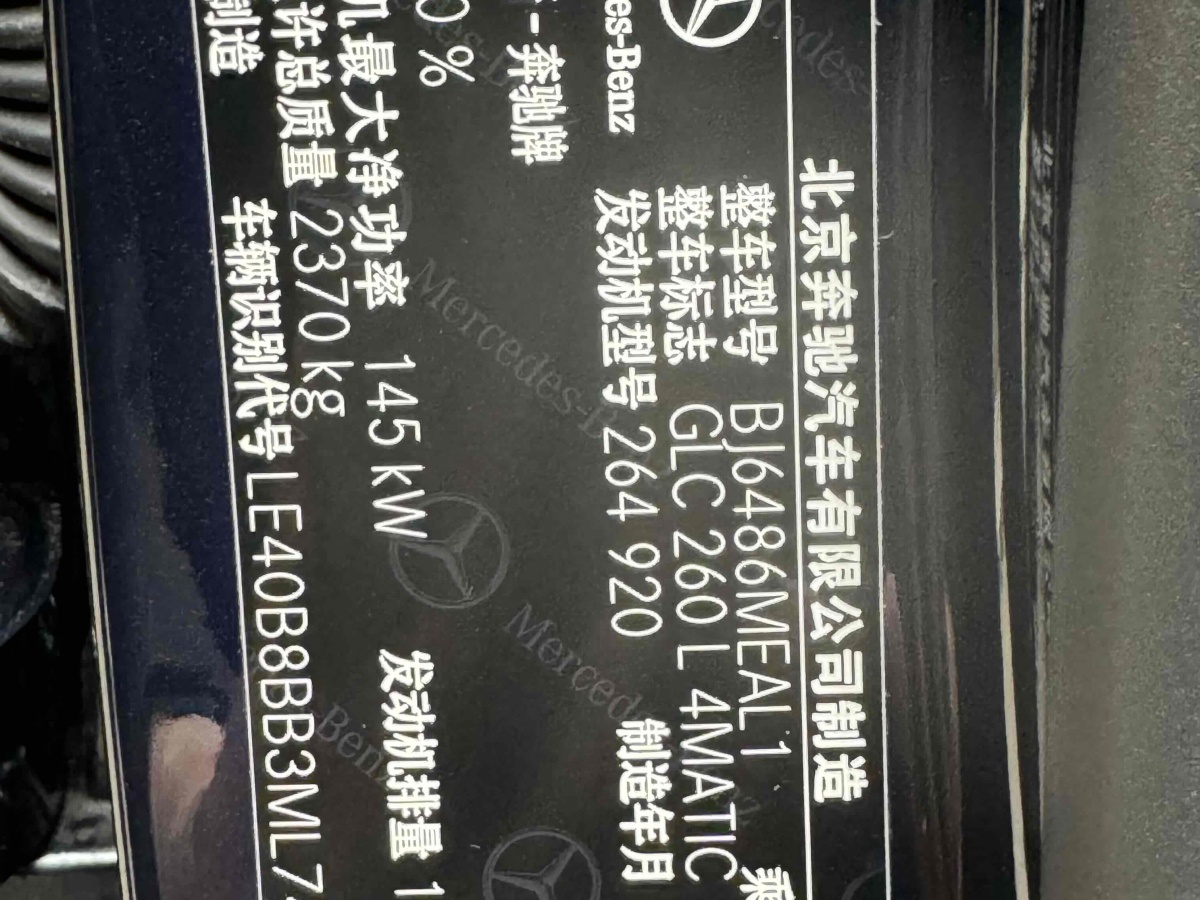 北京奔驰汽车有限公司制造
整车型号 BJ6486MEAL1 乘
整车标志 GLC 260 L 4MATIC
des-Benz 发动机型号 264 920 制造年月
- 奔驰牌
0 %
机最大净功率 145 kW 发动机排量 1
许总质量 2370 kg
制造 车辆识别代号 LE40B8BB3ML7